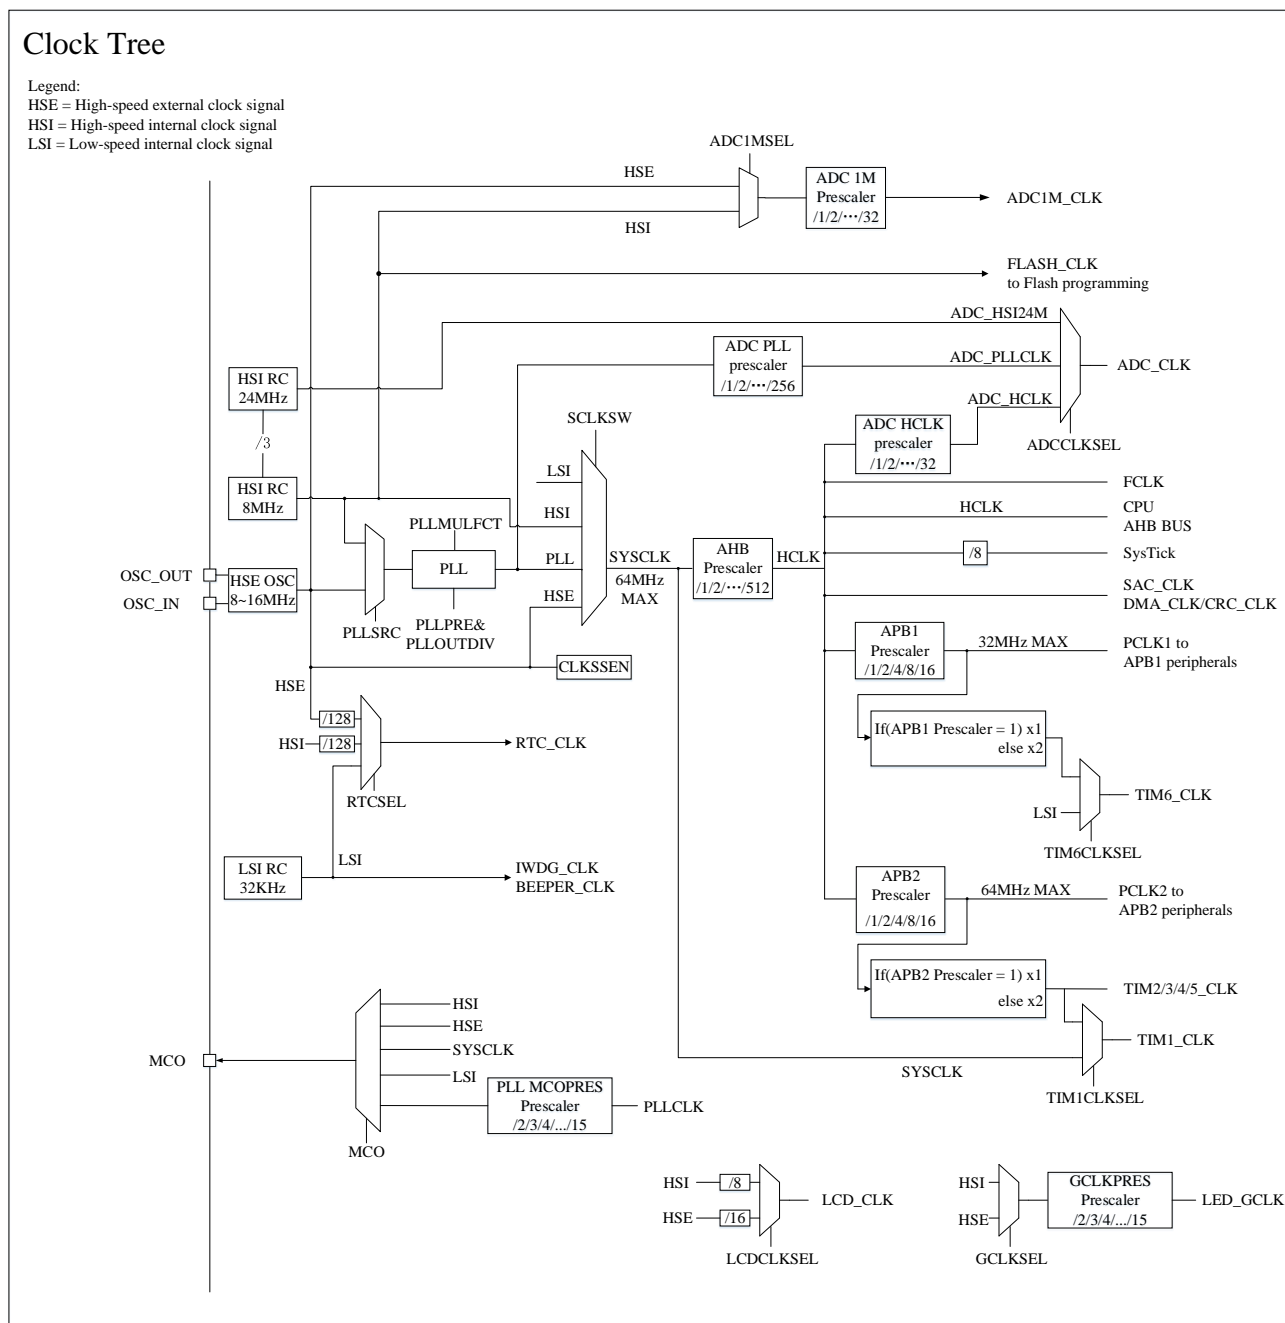 Clock Tree
Legend:
HSE = High-speed external clock signal
HSI = High-speed internal clock signal
LSI = Low-speed internal clock signal
ADC1MSEL
HSE
HSI
ADC 1M
Prescaler
/1/2/···/32
ADC1M_CLK
FLASH_CLK
to Flash programming
ADC_HSI24M
ADC PLL
prescaler
/1/2/···/256
ADC_PLLCLK
ADC_CLK
HSI RC
24MHz
ADC_HCLK
ADC HCLK
prescaler
/1/2/···/32
ADCCLKSEL
/3
SCLKSW
HSI RC
8MHz
LSI
HSI
PLL
HSE
PLLMULFCT
PLL
PLLPRE&
PLLOUTDIV
PLLSRC
OSC_OUT
OSC_IN
HSE OSC
8~16MHz
SYSCLK
64MHz
MAX
AHB
Prescaler
/1/2/···/512
HCLK
FCLK
HCLK
CPU
AHB BUS
/8
SysTick
SAC_CLK
DMA_CLK/CRC_CLK
APB1
Prescaler
/1/2/4/8/16
32MHz MAX
PCLK1 to
APB1 peripherals
CLKSSEN
HSE
/128
HSI
/128
RTC_CLK
RTCSEL
If(APB1 Prescaler = 1) x1
else x2
TIM6_CLK
LSI
TIM6CLKSEL
LSI RC
32KHz
LSI
IWDG_CLK
BEEPER_CLK
APB2
Prescaler
/1/2/4/8/16
64MHz MAX
PCLK2 to
APB2 peripherals
If(APB2 Prescaler = 1) x1
else x2
TIM2/3/4/5_CLK
TIM1_CLK
SYSCLK
TIM1CLKSEL
MCO
HSI
HSE
SYSCLK
LSI
PLL MCOPRES
Prescaler
/2/3/4/.../15
PLLCLK
MCO
HSI
/8
HSE
/16
LCD_CLK
LCDCLKSEL
HSI
HSE
GCLKPRES
Prescaler
/2/3/4/.../15
LED_GCLK
GCLKSEL